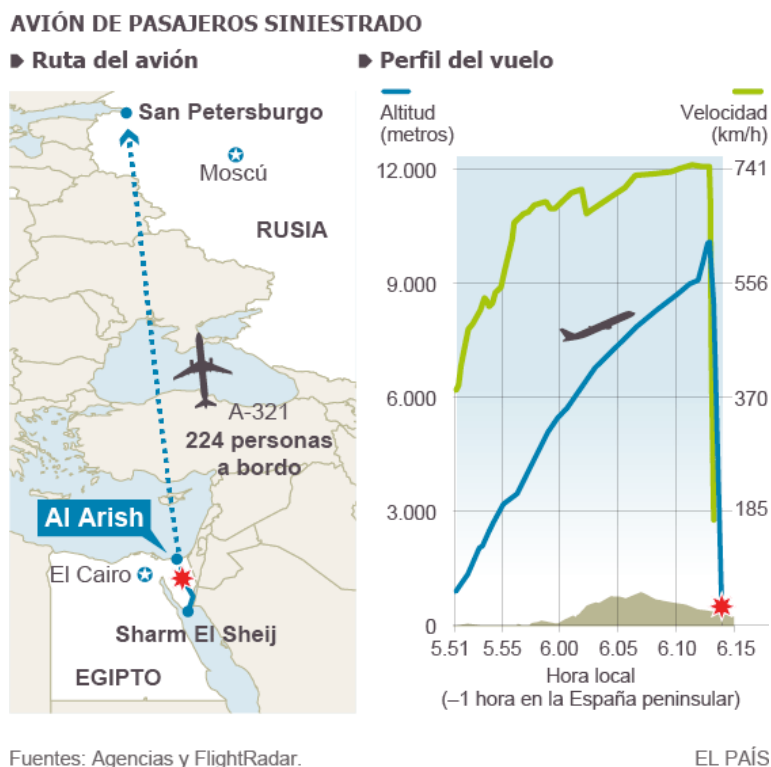 AVIÓN DE PASAJEROS SINIESTRADO
Ruta del avión
San Petersburgo
Moscú
RUSIA
A-321
224 personas
a bordo
Al Arish
El Cairo
Sharm El Sheij
EGIPTO
Perfil del vuelo
Altitud
(metros)
Velocidad
(km/h)
12.000
741
9.000
556
6.000
370
3.000
185
0
5.51 5.55 6.00 6.05 6.10 6.15
Hora local
(–1 hora en la España peninsular)
Fuentes: Agencias y FlightRadar.
EL PAÍS